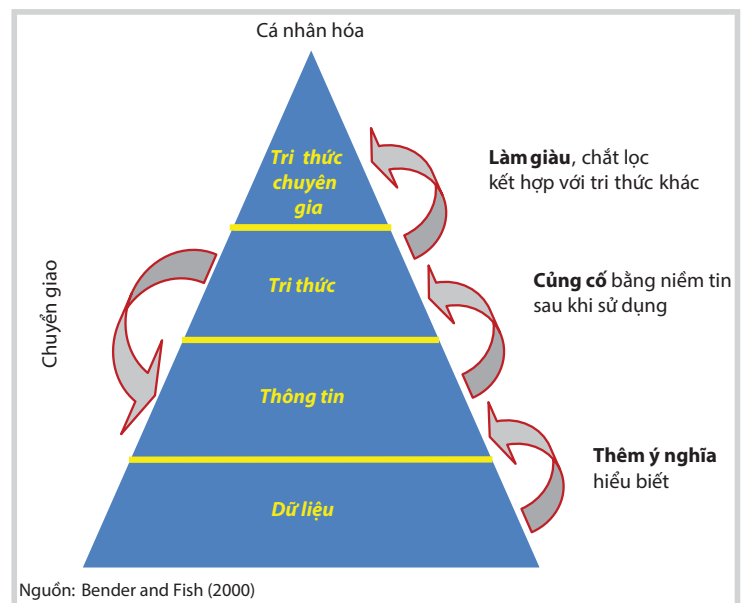 Cá nhân hóa
Tri thức
chuyên
gia
Làm giàu, chắt lọc
kết hợp với tri thức khác
Tri thức
Củng cố bằng niềm tin
sau khi sử dụng
Chuyển giao
Thông tin
Thêm ý nghĩa
hiểu biết
Dữ liệu
Nguồn: Bender and Fish (2000)